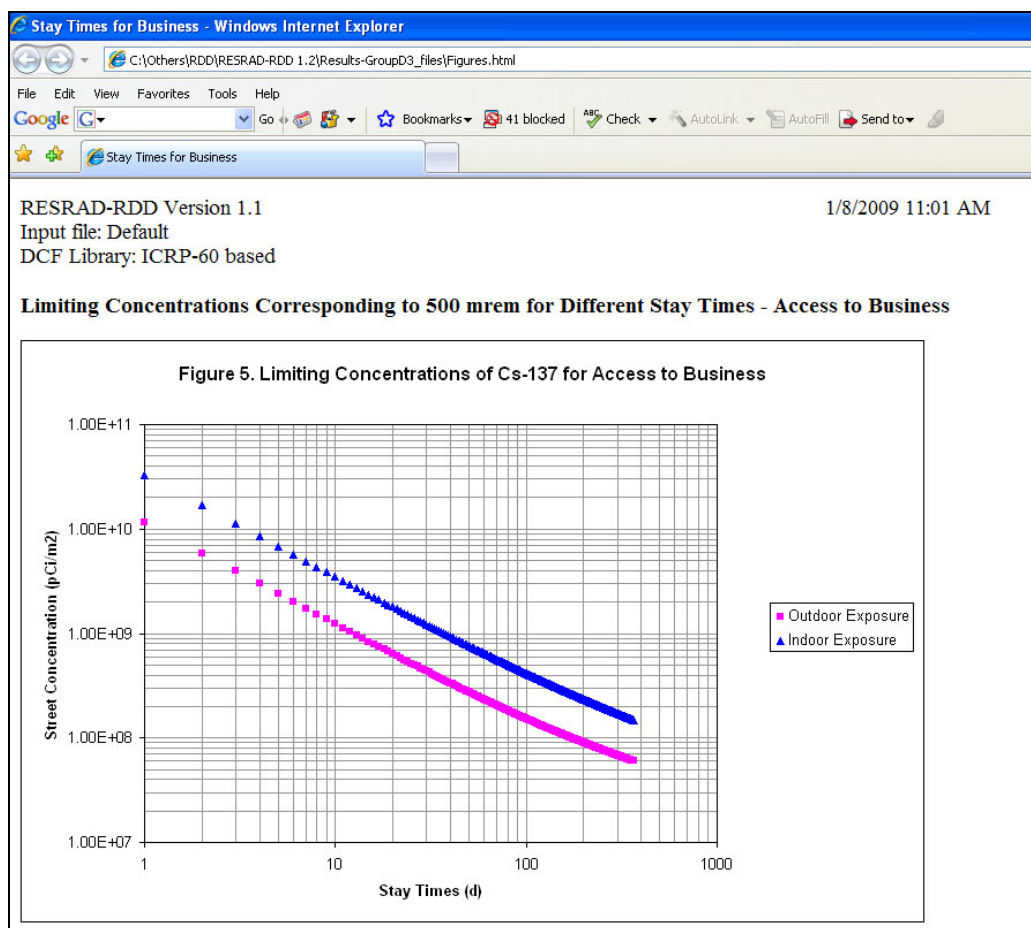 Stay Times for Business - Windows Internet Explorer
C:\Others\RDD\RESRAD-RDD 1.2\Results-GroupD3_files\Figures.html
File Edit View Favorites Tools Help
Google G Go Bookmarks 41 blocked ABC Check AutoLink AutoFill Send to
Stay Times for Business
RESRAD-RDD Version 1.1 1/8/2009 11:01 AM
Input file: Default
DCF Library: ICRP-60 based
Limiting Concentrations Corresponding to 500 mrem for Different Stay Times - Access to Business
Figure 5. Limiting Concentrations of Cs-137 for Access to Business
Street Concentration (pCi/m2)
1.00E+11
1.00E+10
1.00E+09
1.00E+08
1.00E+07
1 10 100 1000
Stay Times (d)
Outdoor Exposure
Indoor Exposure